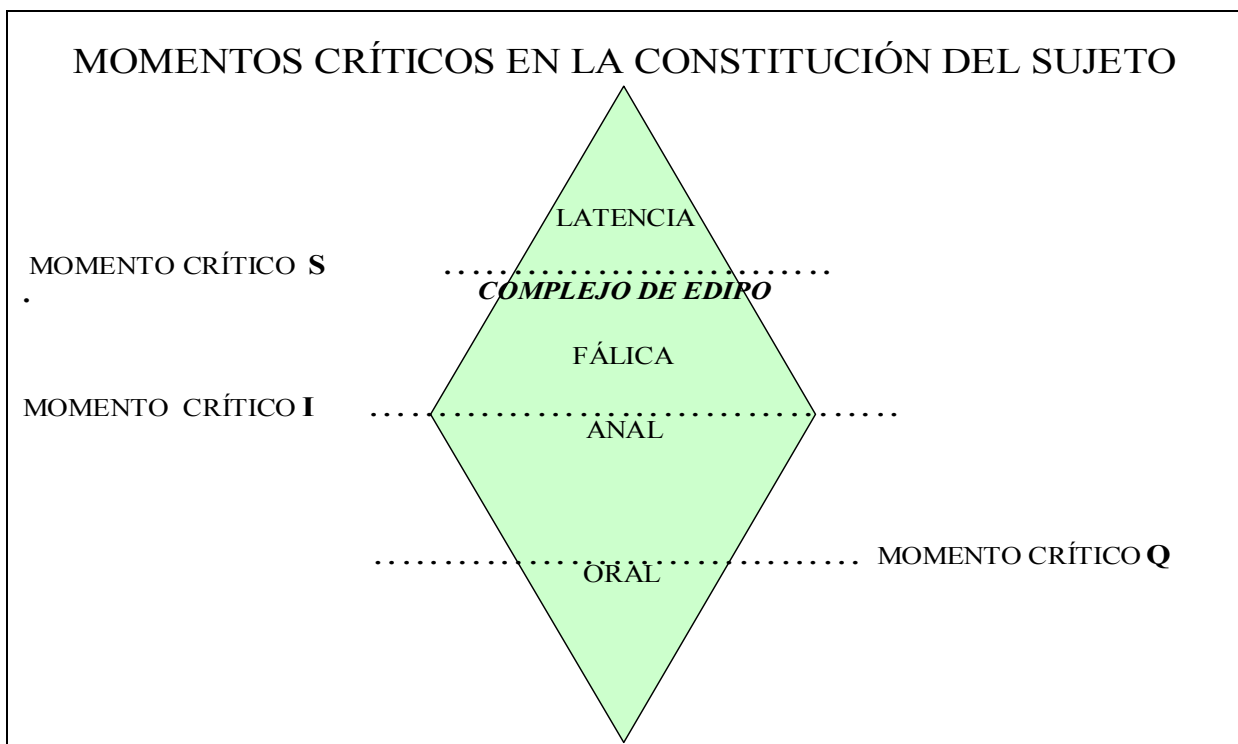 MOMENTOS CRÍTICOS EN LA CONSTITUCIÓN DEL SUJETO
LATENCIA
MOMENTO CRÍTICO S
.
COMPLEJO DE EDIPO
FÁLICA
MOMENTO CRÍTICO I
ANAL
MOMENTO CRÍTICO Q
ORAL